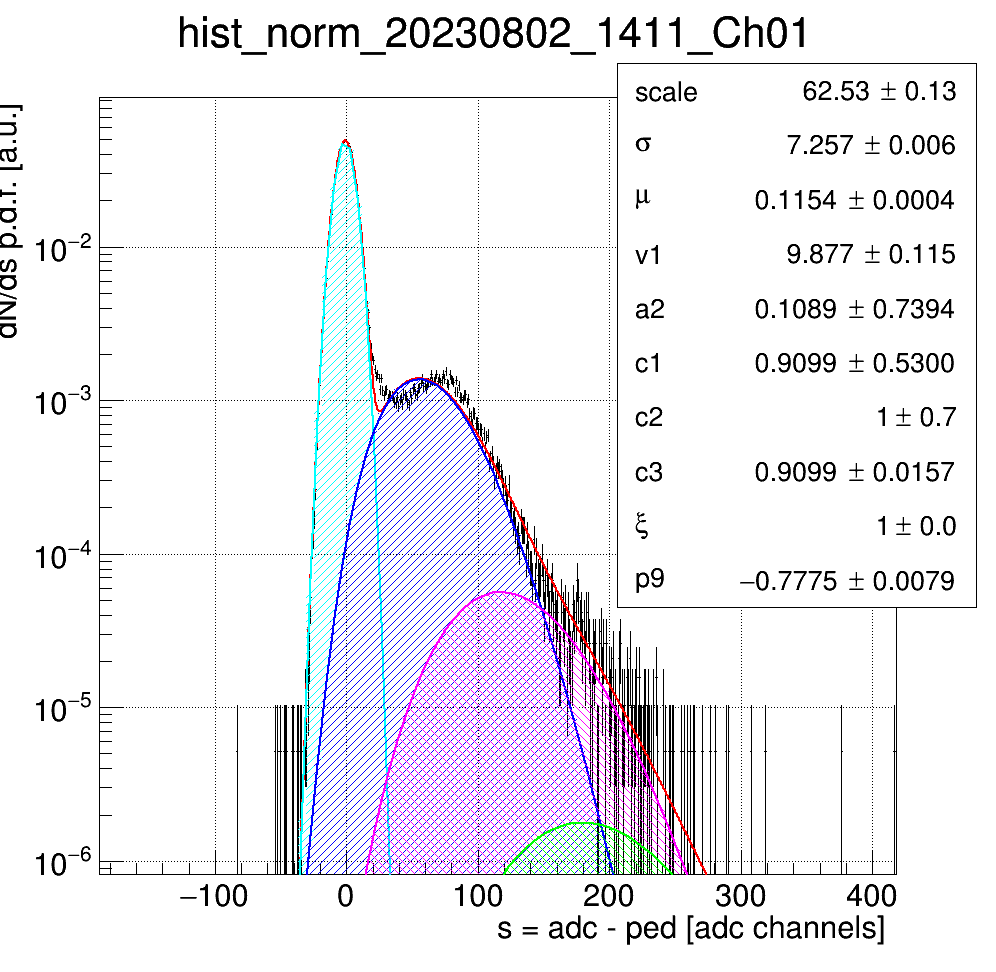 hist_norm_20230802_1411_Ch01
scale 62.53 ± 0.13
σ 7.257 ± 0.006
μ 0.1154 ± 0.0004
v1 9.877 ± 0.115
a2 0.1089 ± 0.7394
c1 0.9099 ± 0.5300
c2 1 ± 0.7
c3 0.9099 ± 0.0157
ξ 1 ± 0.0
p9 −0.7775 ± 0.0079
dN/ds p.d.f. [a.u.]
10⁻²
10⁻³
10⁻⁴
10⁻⁵
10⁻⁶
−100 0 100 200 300 400
s = adc - ped [adc channels]